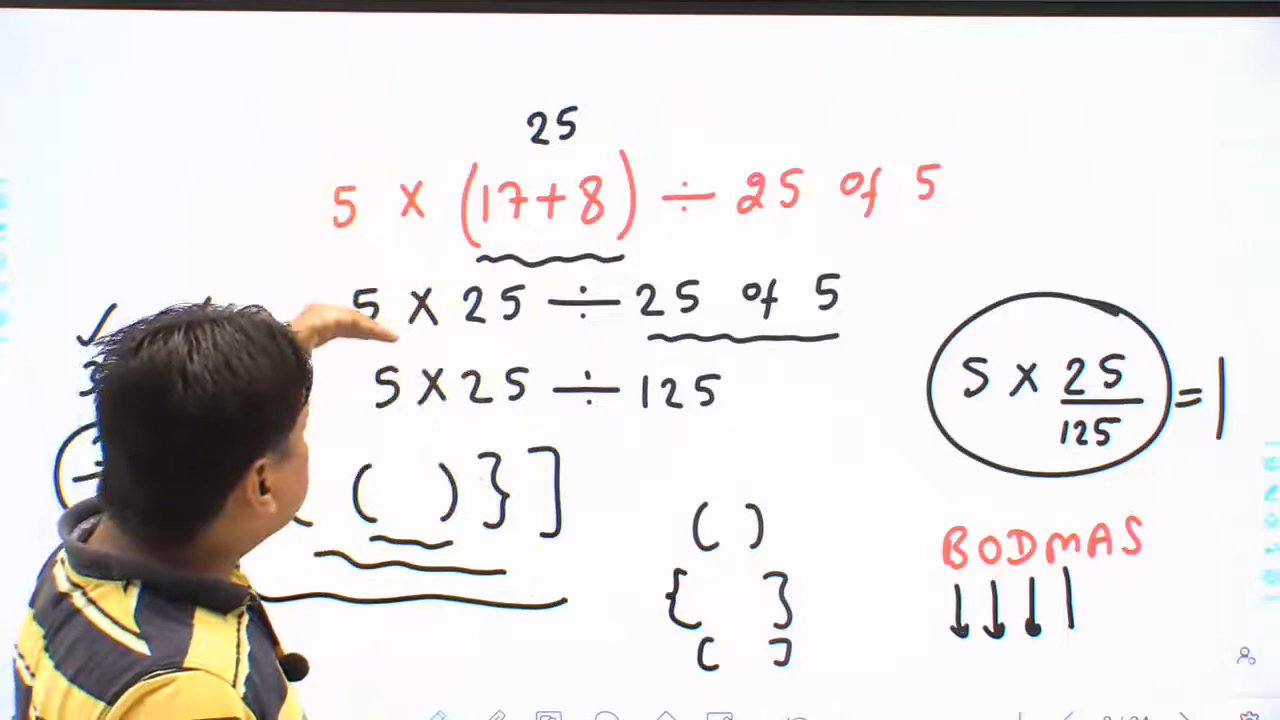 25
5 × (17+8) ÷ 25 of 5
5 × 25 ÷ 25 of 5
5 × 25 ÷ 125
5 × 25/125 = 1
( ) } ]
( )
{ }
[ ]
BODMAS